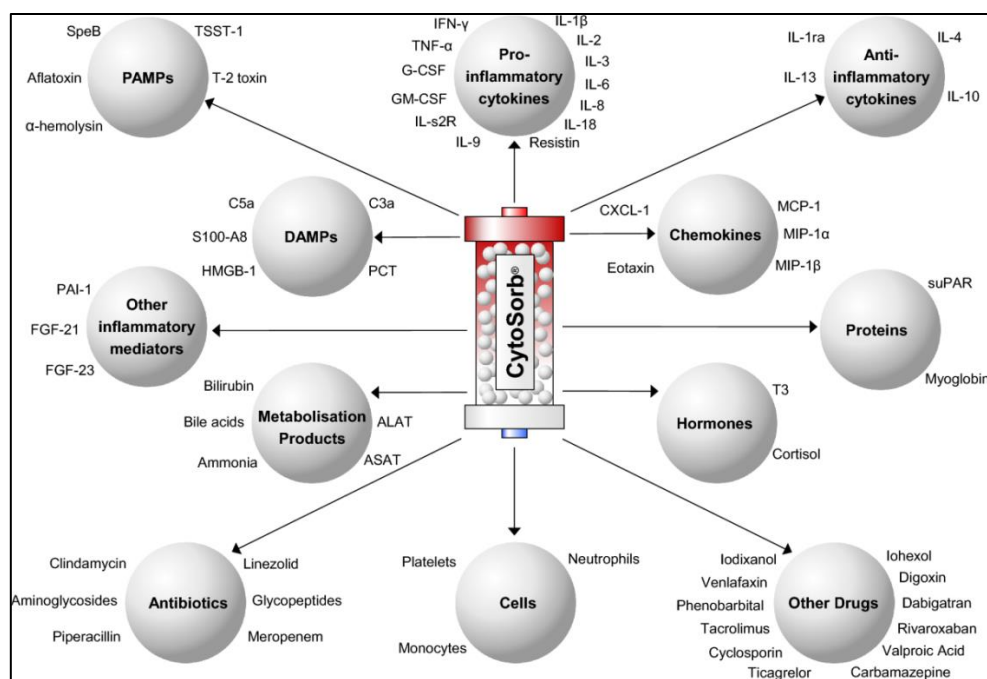 SpeB
TSST-1
PAMPs
Aflatoxin
T-2 toxin
α-hemolysin
IFN-γ
IL-1β
TNF-α
IL-2
Pro-
inflammatory
cytokines
G-CSF
IL-3
GM-CSF
IL-6
IL-s2R
IL-8
IL-9
IL-18
Resistin
IL-1ra
IL-4
Anti-
inflammatory
cytokines
IL-13
IL-10
C5a
C3a
DAMPs
S100-A8
HMGB-1
PCT
CXCL-1
MCP-1
Chemokines
MIP-1α
Eotaxin
MIP-1β
PAI-1
Other
inflammatory
mediators
FGF-21
FGF-23
CytoSorb®
suPAR
Proteins
Myoglobin
Bilirubin
Metabolisation
Products
Bile acids
ALAT
Ammonia
ASAT
T3
Hormones
Cortisol
Clindamycin
Linezolid
Aminoglycosides
Antibiotics
Glycopeptides
Piperacillin
Meropenem
Platelets
Neutrophils
Cells
Monocytes
Iodixanol
Iohexol
Venlafaxin
Digoxin
Phenobarbital
Other Drugs
Dabigatran
Tacrolimus
Rivaroxaban
Cyclosporin
Valproic Acid
Ticagrelor
Carbamazepine